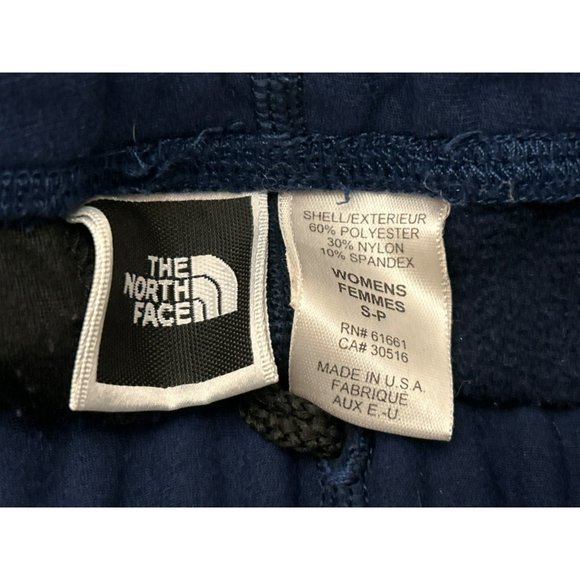 THE
NORTH
FACE
SHELL/EXTERIEUR
60% POLYESTER
30% NYLON
10% SPANDEX
WOMENS
FEMMES
S-P
RN# 61661
CA# 30516
MADE IN U.S.A.
FABRIQUE
AUX E.-U.